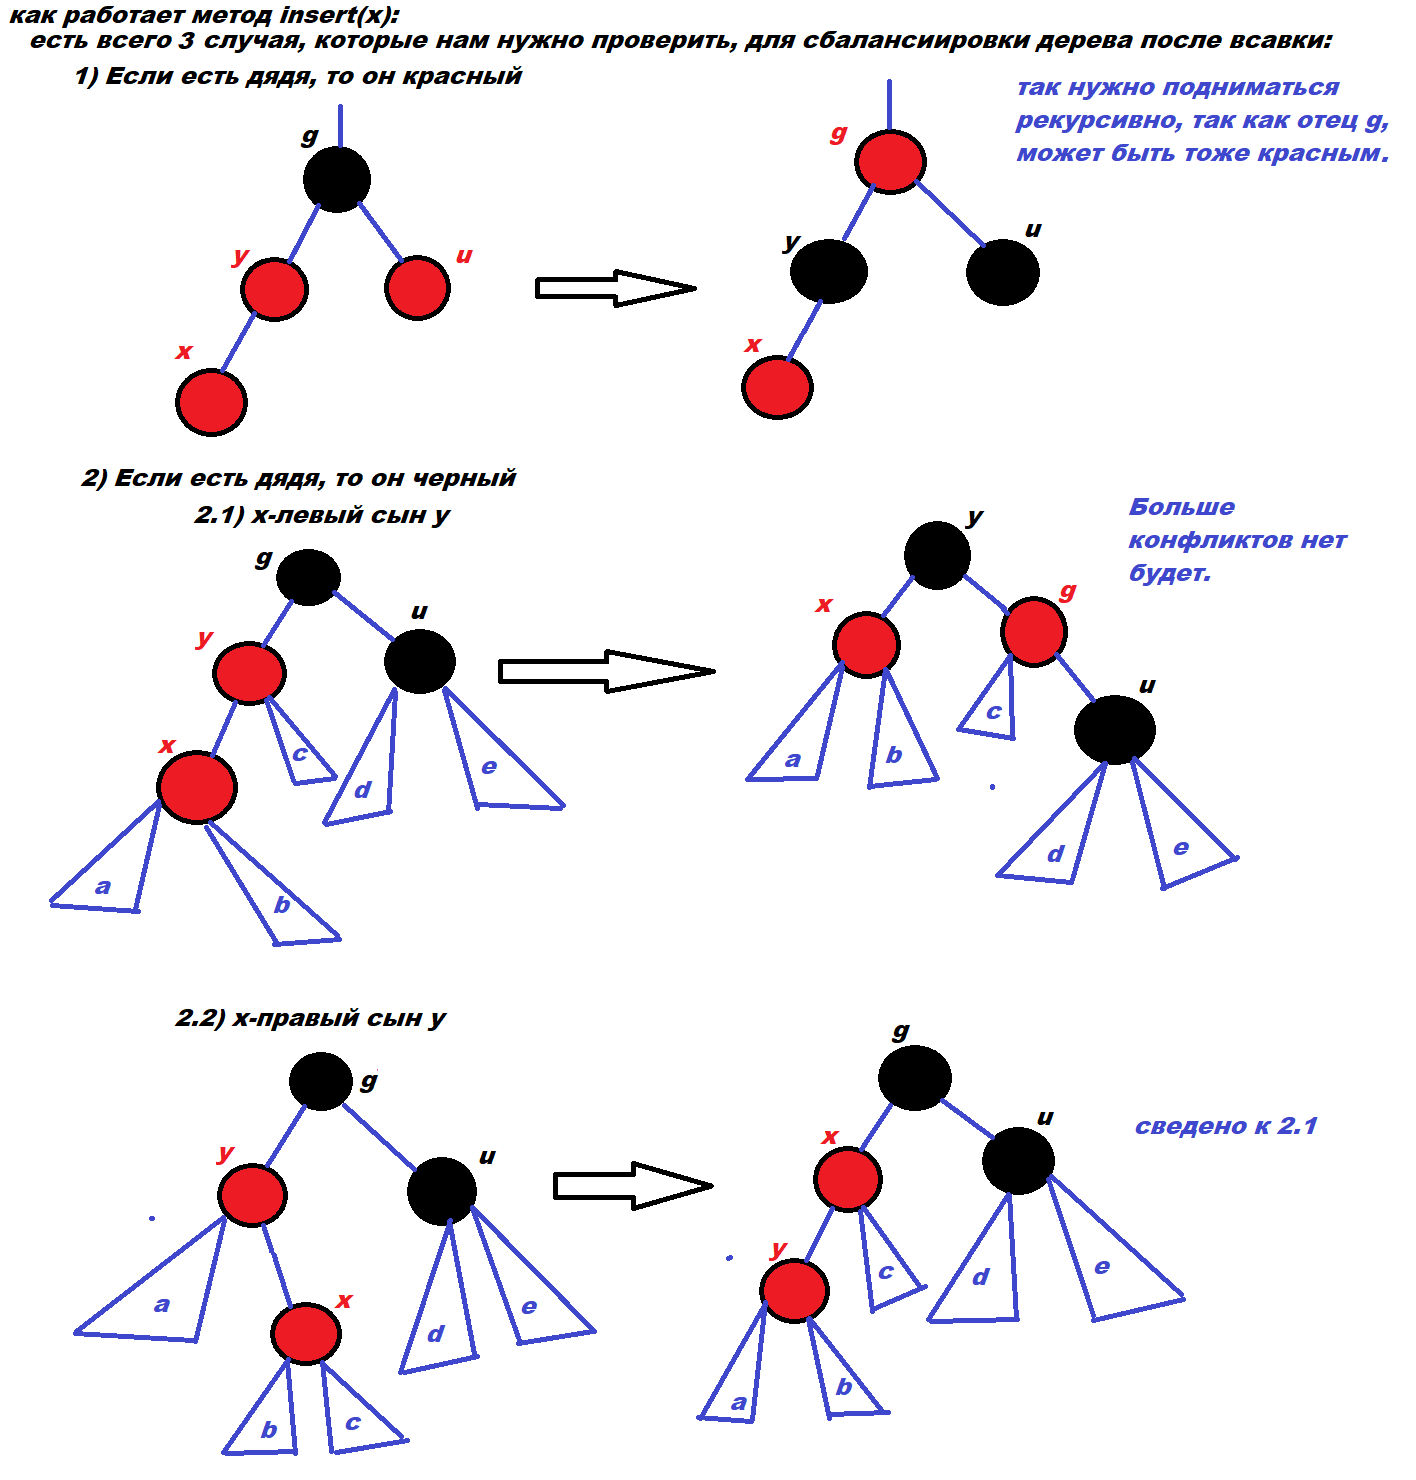 как работает метод insert(x):
есть всего 3 случая, которые нам нужно проверить, для сбалансиировки дерева после всавки:
1) Если есть дядя, то он красный
так нужно подниматься
рекурсивно, так как отец g,
может быть тоже красным.
g
y
u
x
g
y
u
x
2) Если есть дядя, то он черный
2.1) x-левый сын y
Больше
конфликтов нет
будет.
g
u
y
x
c
d
e
a
b
y
x
g
u
c
a
b
d
e
2.2) x-правый сын y
g
y
u
a
x
d
e
b
c
g
u
x
y
c
d
e
a
b
сведено к 2.1